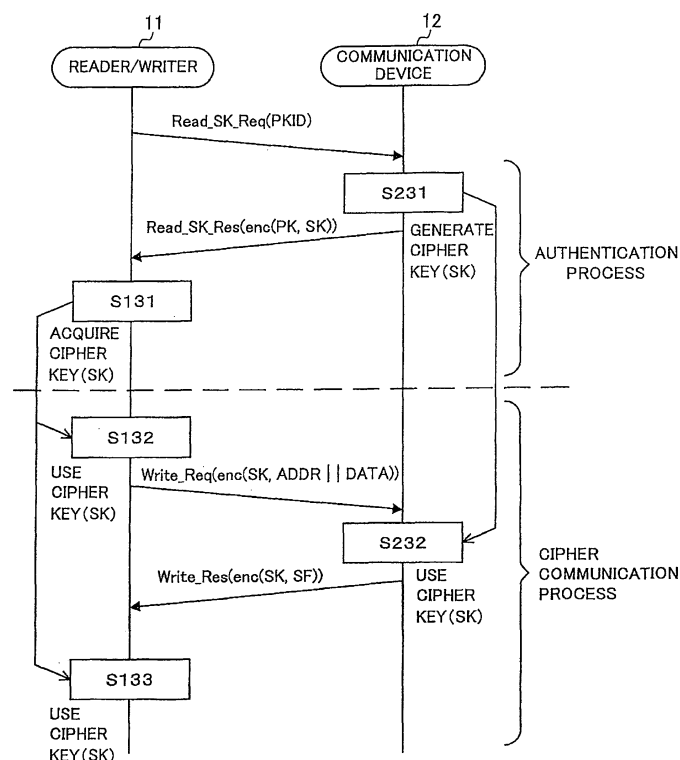 11
12
READER/WRITER
COMMUNICATION
DEVICE
Read_SK_Req(PKID)
S231
Read_SK_Res(enc(PK, SK))
GENERATE
CIPHER
KEY(SK)
AUTHENTICATION
PROCESS
S131
ACQUIRE
CIPHER
KEY(SK)
S132
USE
CIPHER
KEY(SK)
Write_Req(enc(SK, ADDR || DATA))
S232
Write_Res(enc(SK, SF))
USE
CIPHER
KEY(SK)
CIPHER
COMMUNICATION
PROCESS
S133
USE
CIPHER
KEY(SK)